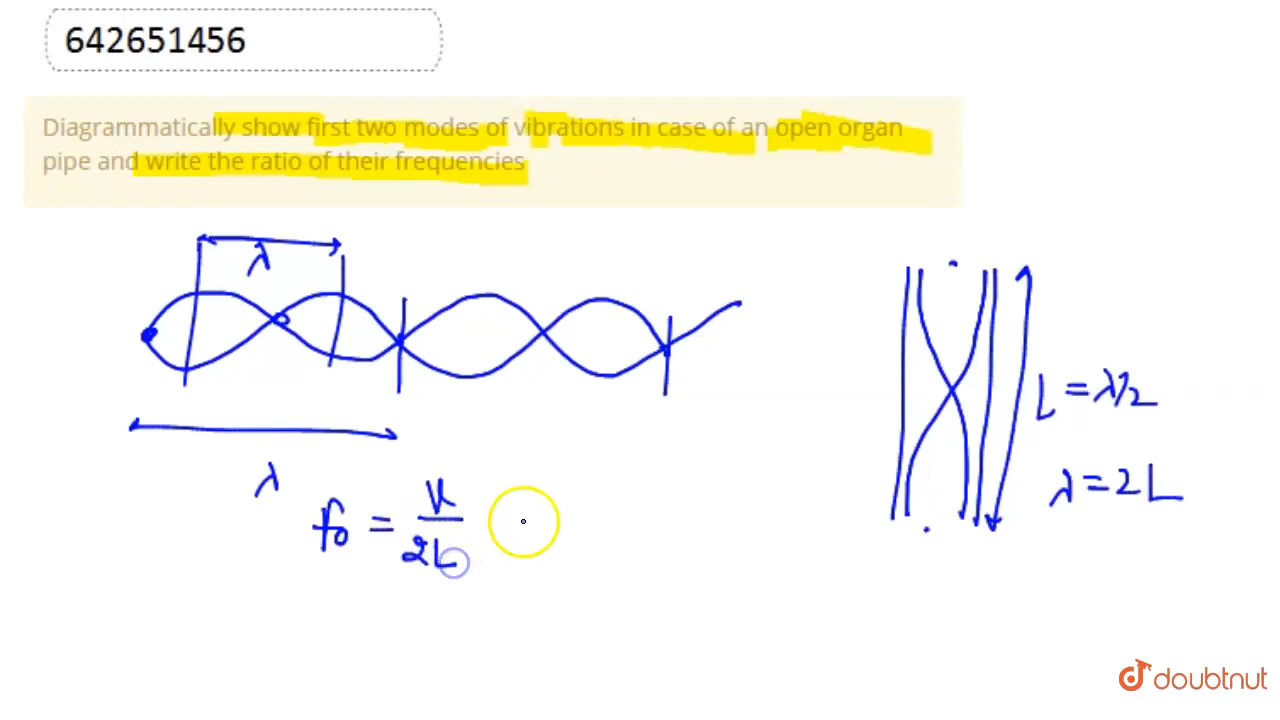 642651456
Diagrammatically show first two modes of vibrations in case of an open organ
pipe and write the ratio of their frequencies
λ
L = λ/2
λ = 2L
λ
f₀ = v/2L
doubtnut